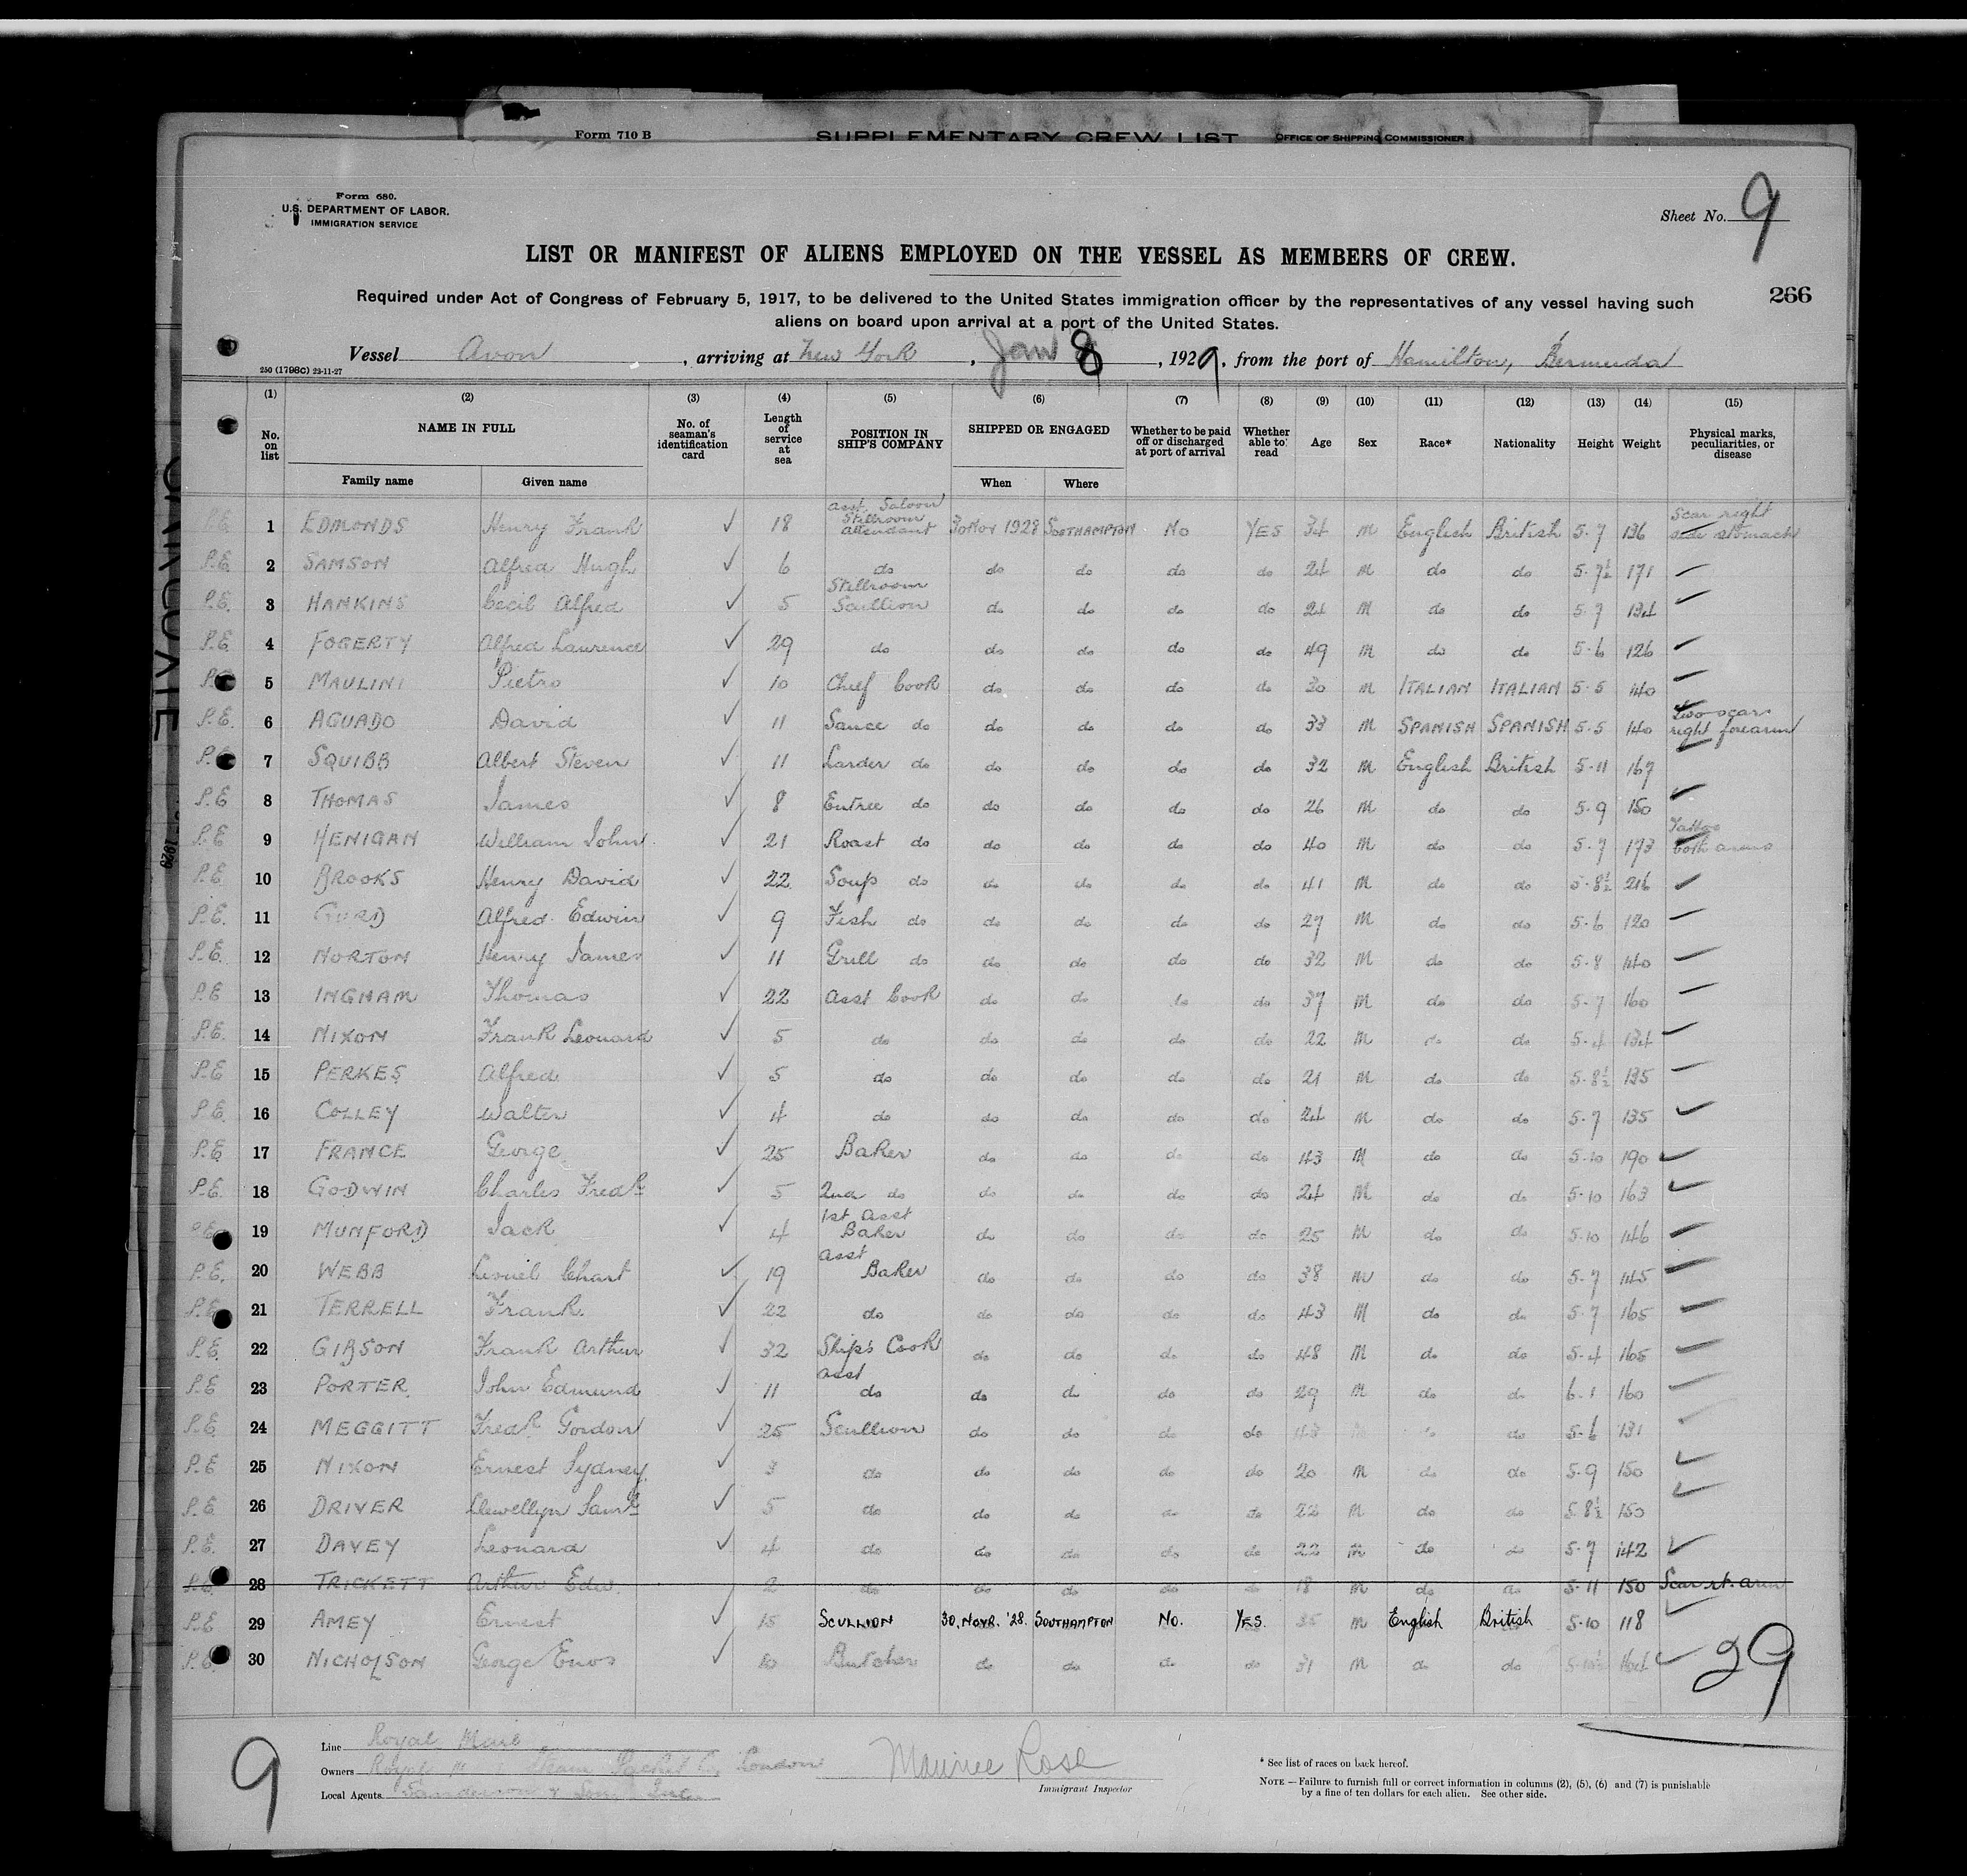 Form 710 B SUPPLEMENTARY CREW LIST OFFICE OF SHIPPING COMMISSIONER
Form 680.
U.S. DEPARTMENT OF LABOR.
IMMIGRATION SERVICE
Sheet No. 9
LIST OR MANIFEST OF ALIENS EMPLOYED ON THE VESSEL AS MEMBERS OF CREW.
Required under Act of Congress of February 5, 1917, to be delivered to the United States immigration officer by the representatives of any vessel having such
266
aliens on board upon arrival at a port of the United States.
Vessel Avon, arriving at New York, Jan 8, 1929, from the port of Hamilton, Bermuda
250 (1798C) 23-11-27
(1) (2) (3) (4) (5) (6) (7) (8) (9) (10) (11) (12) (13) (14) (15)
No. on list NAME IN FULL No. of seaman's identification card Length of service at sea POSITION IN SHIP'S COMPANY SHIPPED OR ENGAGED Whether to be paid off or discharged at port of arrival Whether able to read Age Sex Race* Nationality Height Weight Physical marks, peculiarities, or disease
Family name Given name When Where
P.E. 1 EDMONDS Henry Frank ✓ 18 asst. Saloon Stillroom attendant 30 Nov 1928 SOUTHAMPTON No YES 34 M English British 5.7 136 Scar right side stomach
P.E. 2 SAMSON Alfred Hugh ✓ 6 do do do do do 24 M do do 5.7½ 171
P.E. 3 HANKINS Cecil Alfred ✓ 5 Stillroom Scullion do do do do 24 M do do 5.7 134
P.E. 4 FOGERTY Alfred Laurence ✓ 29 do do do do do 49 M do do 5.6 126
P.E. 5 MAULINI Pietro ✓ 10 Chief Cook do do do do 30 M ITALIAN ITALIAN 5.5 140
P.E. 6 AGUADO David ✓ 11 Sauce do do do do do 33 M SPANISH SPANISH 5.5 140 two scars right forearm
P.E. 7 SQUIBB Albert Steven ✓ 11 Larder do do do do do 32 M English British 5.11 167
P.E 8 THOMAS James ✓ 8 Entree do do do do do 26 M do do 5.9 150
P.E 9 HENIGAN William John ✓ 21 Roast do do do do do 40 M do do 5.7 173 Tattoo both arms
P.E. 10 BROOKS Henry David ✓ 22 Soup do do do do do 41 M do do 5.8½ 216
P.E. 11 GURD Alfred Edwin ✓ 9 Fish do do do do do 27 M do do 5.6 120
P.E. 12 NORTON Henry James ✓ 11 Grill do do do do do 32 M do do 5.8 140
P.E 13 INGHAM Thomas ✓ 22 Asst Cook do do do do 37 M do do 5.7 160
P.E. 14 NIXON Frank Leonard ✓ 5 do do do do do 22 M do do 5.4 134
P.E 15 PERKES Alfred ✓ 5 do do do do do 21 M do do 5.8½ 135
P.E. 16 COLLEY Walter ✓ 4 do do do do do 24 M do do 5.7 135
P.E. 17 FRANCE George ✓ 25 Baker do do do do 43 M do do 5.10 190
P.E. 18 GODWIN Charles Fredk ✓ 5 2nd do do do do do 24 M do do 5.10 163
P.E. 19 MUNFORD Jack ✓ 4 1st Asst Baker do do do do 25 M do do 5.10 146
P.E. 20 WEBB Lionel Chart ✓ 19 asst Baker do do do do 38 M do do 5.7 145
P.E. 21 TERRELL Frank ✓ 22 do do do do do 43 M do do 5.7 165
P.E. 22 GIBSON Frank Arthur ✓ 32 Ship's Cook do do do do 48 M do do 5.4 165
P.E 23 PORTER John Edmund ✓ 11 asst do do do do do 29 M do do 6.1 160
P.E. 24 MEGGITT Fredk Gordon ✓ 25 Scullion do do do do 43 M do do 5.6 131
P.E 25 NIXON Ernest Sydney ✓ 3 do do do do do 20 M do do 5.9 150
P.E 26 DRIVER Llewellyn Saml ✓ 5 do do do do do 22 M do do 5.8½ 150
P.E. 27 DAVEY Leonard ✓ 4 do do do do do 22 M do do 5.7 142
P.E. 28 TRICKETT Arthur Edw. 2 do do do do do 18 M do do 5.11 150 Scar rt. arm
P.E 29 AMEY Ernest ✓ 15 SCULLION 30. NOVR. '28. SOUTHAMPTON No. YES. 35 M English British 5.10 118
P.E. 30 NICHOLSON George Enos ✓ 10 Butcher do do do do 31 M do do
29
9
Line Royal Mail
Owners Royal Steam Packet Co. London
Local Agents Sanderson & Son Inc
Maurice Rose
Immigrant Inspector
* See list of races on back hereof.
NOTE — Failure to furnish full or correct information in columns (2), (5), (6) and (7) is punishable
by a fine of ten dollars for each alien. See other side.